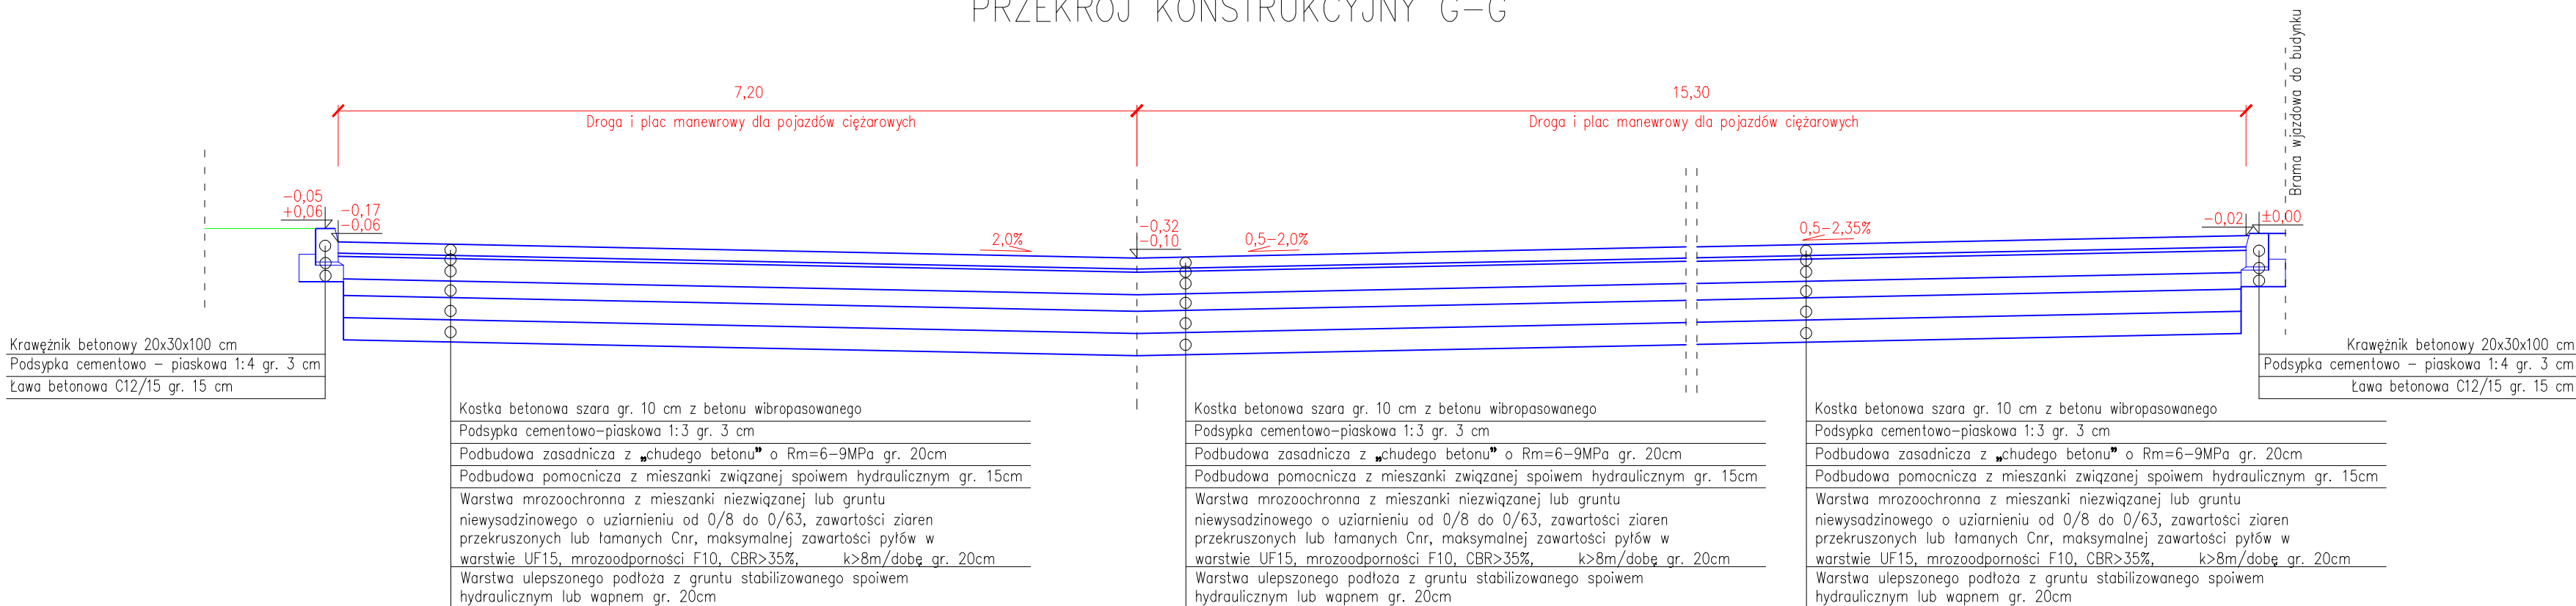 PRZEKRÓJ KONSTRUKCYJNY G-G
Brama wjazdowa do budynku
7,20
Droga i plac manewrowy dla pojazdów ciężarowych
15,30
Droga i plac manewrowy dla pojazdów ciężarowych
-0,05
+0,06
-0,17
-0,06
2,0%
-0,32
-0,10
0,5-2,0%
0,5-2,35%
-0,02
±0,00
Krawężnik betonowy 20x30x100 cm
Podsypka cementowo - piaskowa 1:4 gr. 3 cm
Ława betonowa C12/15 gr. 15 cm
Kostka betonowa szara gr. 10 cm z betonu wibropasowanego
Podsypka cementowo-piaskowa 1:3 gr. 3 cm
Podbudowa zasadnicza z „chudego betonu” o Rm=6-9MPa gr. 20cm
Podbudowa pomocnicza z mieszanki związanej spoiwem hydraulicznym gr. 15cm
Warstwa mrozoochronna z mieszanki niezwiązanej lub gruntu
niewysadzinowego o uziarnieniu od 0/8 do 0/63, zawartości ziaren
przekruszonych lub łamanych Cnr, maksymalnej zawartości pyłów w
warstwie UF15, mrozoodporności F10, CBR>35%, k>8m/dobę gr. 20cm
Warstwa ulepszonego podłoża z gruntu stabilizowanego spoiwem
hydraulicznym lub wapnem gr. 20cm
Kostka betonowa szara gr. 10 cm z betonu wibropasowanego
Podsypka cementowo-piaskowa 1:3 gr. 3 cm
Podbudowa zasadnicza z „chudego betonu” o Rm=6-9MPa gr. 20cm
Podbudowa pomocnicza z mieszanki związanej spoiwem hydraulicznym gr. 15cm
Warstwa mrozoochronna z mieszanki niezwiązanej lub gruntu
niewysadzinowego o uziarnieniu od 0/8 do 0/63, zawartości ziaren
przekruszonych lub łamanych Cnr, maksymalnej zawartości pyłów w
warstwie UF15, mrozoodporności F10, CBR>35%, k>8m/dobę gr. 20cm
Warstwa ulepszonego podłoża z gruntu stabilizowanego spoiwem
hydraulicznym lub wapnem gr. 20cm
Kostka betonowa szara gr. 10 cm z betonu wibropasowanego
Podsypka cementowo-piaskowa 1:3 gr. 3 cm
Podbudowa zasadnicza z „chudego betonu” o Rm=6-9MPa gr. 20cm
Podbudowa pomocnicza z mieszanki związanej spoiwem hydraulicznym gr. 15cm
Warstwa mrozoochronna z mieszanki niezwiązanej lub gruntu
niewysadzinowego o uziarnieniu od 0/8 do 0/63, zawartości ziaren
przekruszonych lub łamanych Cnr, maksymalnej zawartości pyłów w
warstwie UF15, mrozoodporności F10, CBR>35%, k>8m/dobę gr. 20cm
Warstwa ulepszonego podłoża z gruntu stabilizowanego spoiwem
hydraulicznym lub wapnem gr. 20cm
Krawężnik betonowy 20x30x100 cm
Podsypka cementowo - piaskowa 1:4 gr. 3 cm
Ława betonowa C12/15 gr. 15 cm